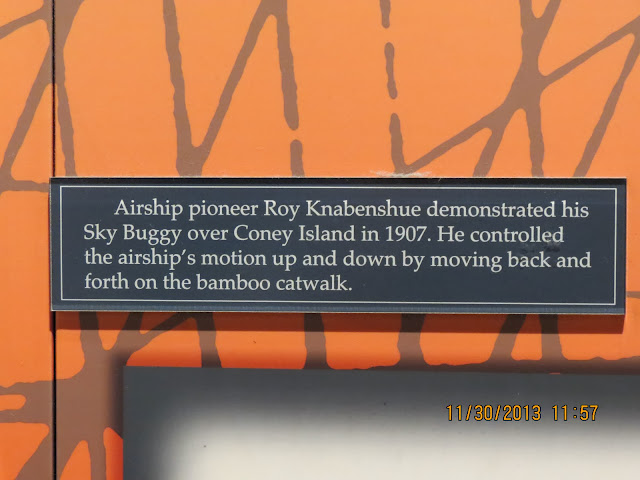 Airship pioneer Roy Knabenshue demonstrated his
Sky Buggy over Coney Island in 1907. He controlled
the airship’s motion up and down by moving back and
forth on the bamboo catwalk.
11/30/2013 11:57